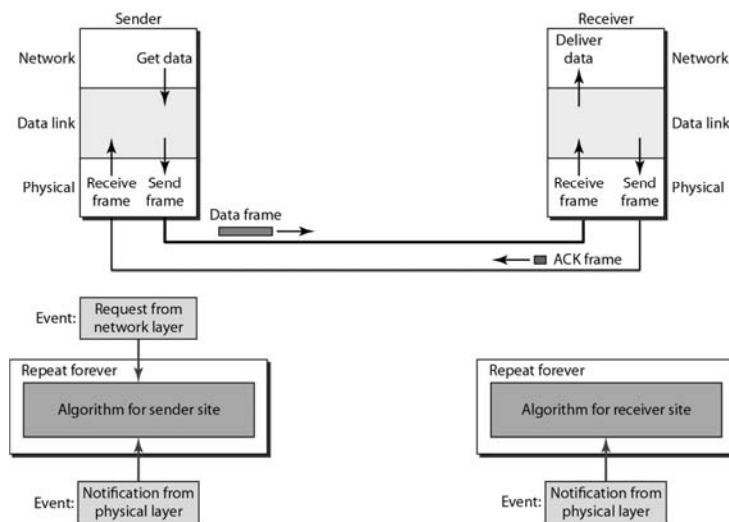 Sender
Receiver
Network
Get data
Deliver
data
Network
Data link
Data link
Physical
Receive
frame
Send
frame
Receive
frame
Send
frame
Physical
Data frame
ACK frame
Event:
Request from
network layer
Repeat forever
Algorithm for sender site
Repeat forever
Algorithm for receiver site
Event:
Notification from
physical layer
Event:
Notification from
physical layer